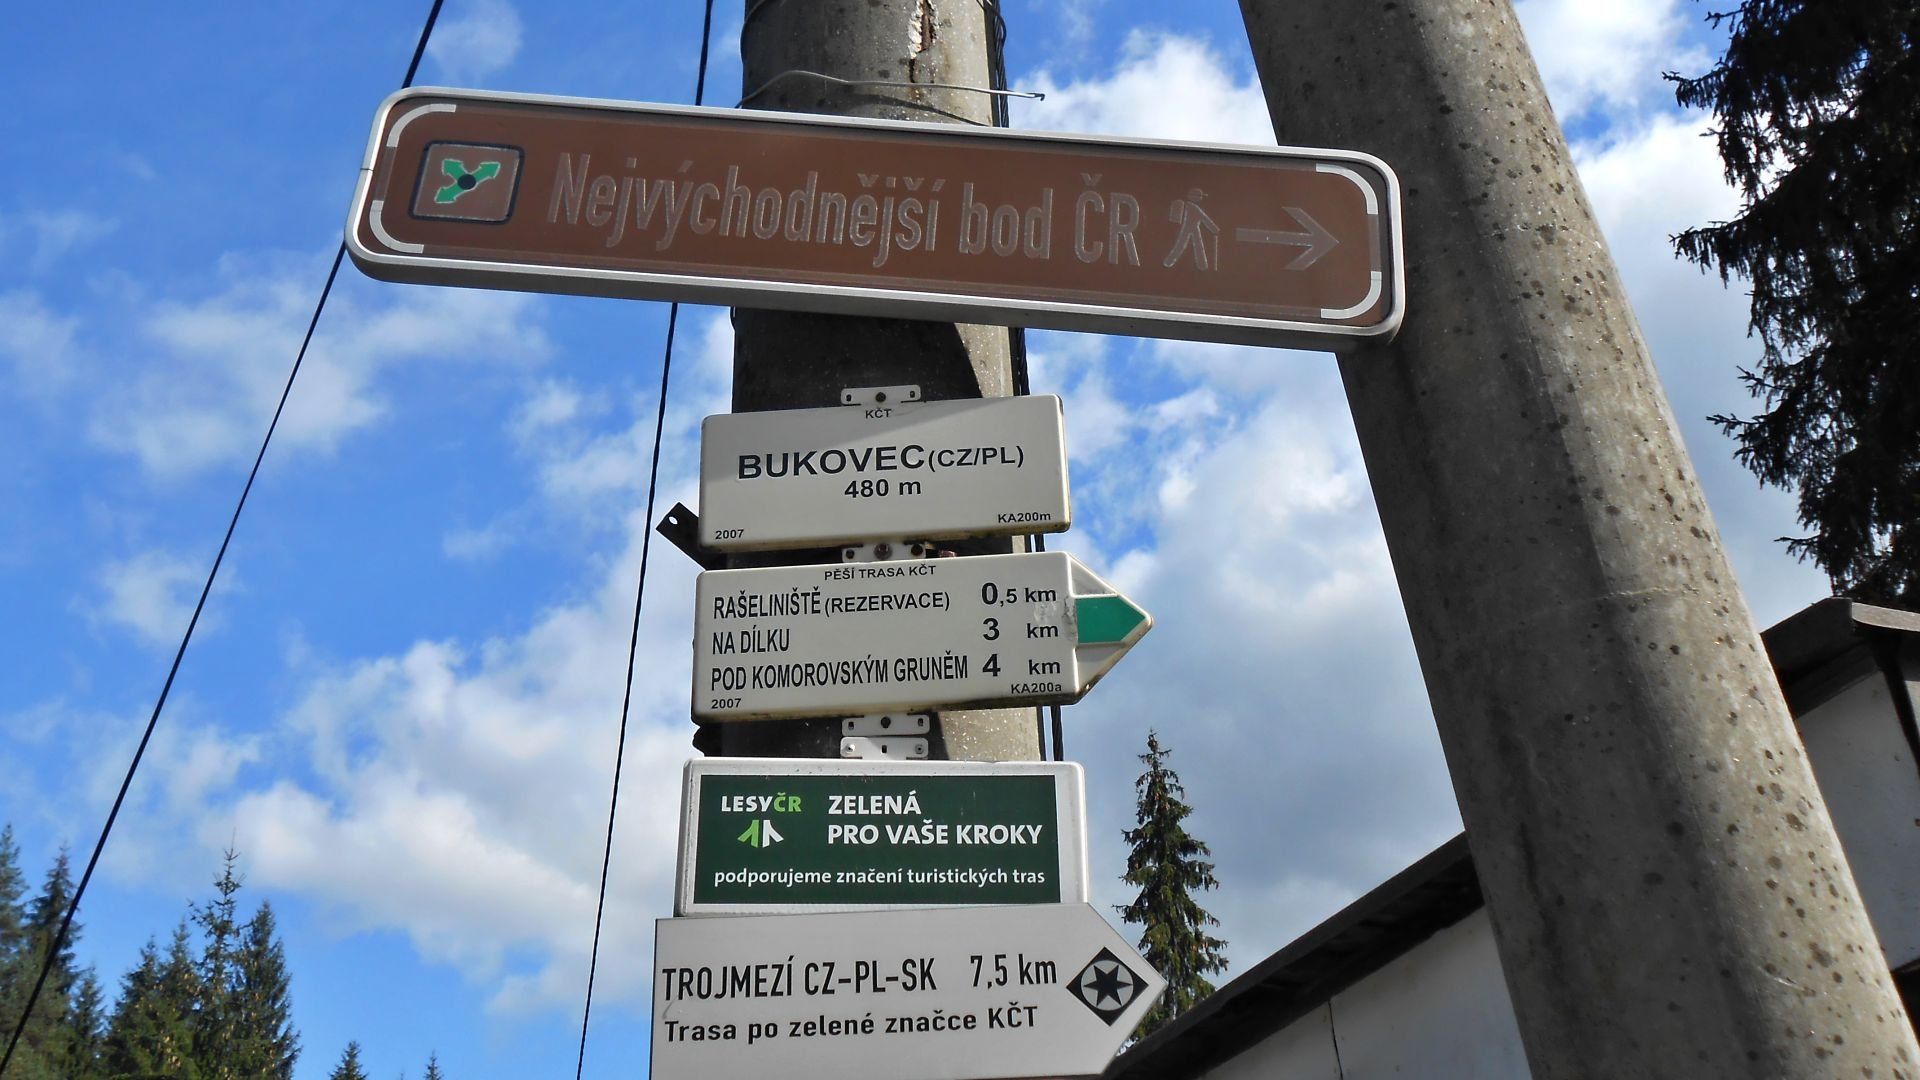 Nejvýchodnější bod ČR
KČT
BUKOVEC (CZ/PL)
480 m
2007 KA200m
PĚŠÍ TRASA KČT
RAŠELINIŠTĚ (REZERVACE) 0,5 km
NA DÍLKU 3 km
POD KOMOROVSKÝM GRUNĚM 4 km
2007 KA200a
LESY ČR ZELENÁ
PRO VAŠE KROKY
podporujeme značení turistických tras
TROJMEZÍ CZ-PL-SK 7,5 km
Trasa po zelené značce KČT